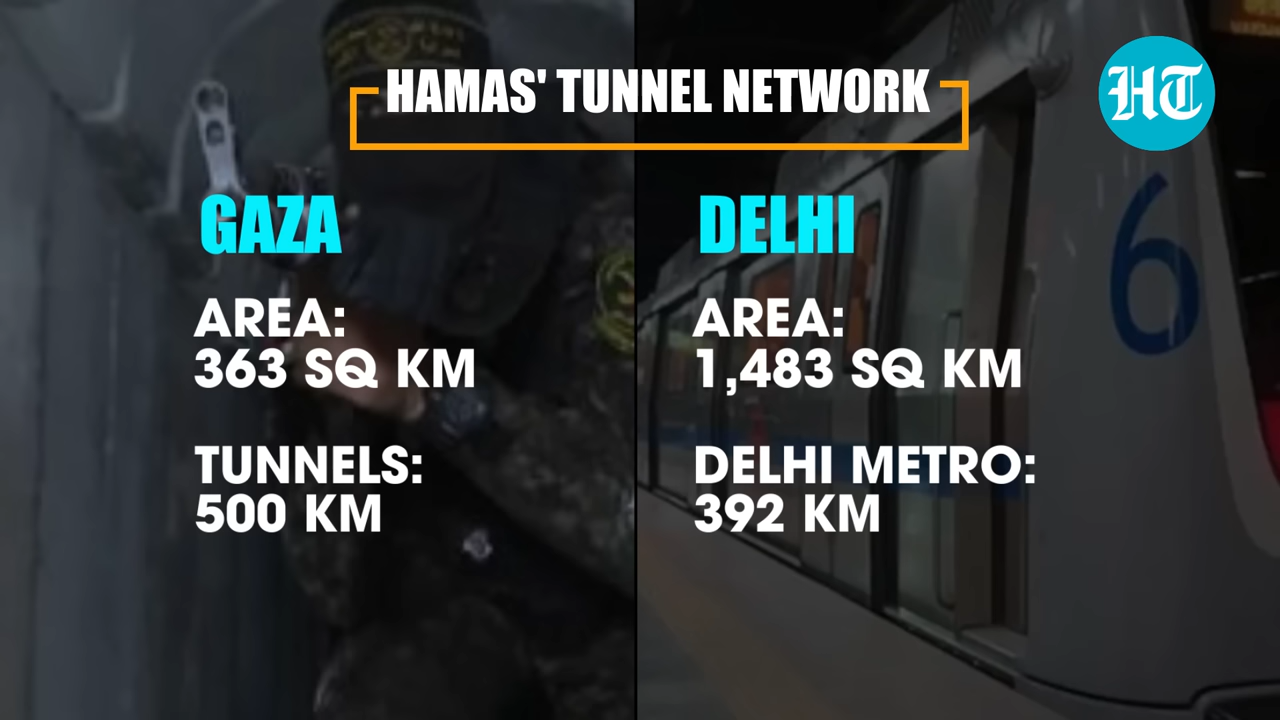 HAMAS' TUNNEL NETWORK
HT
GAZA
AREA:
363 SQ KM
TUNNELS:
500 KM
DELHI
AREA:
1,483 SQ KM
DELHI METRO:
392 KM
6